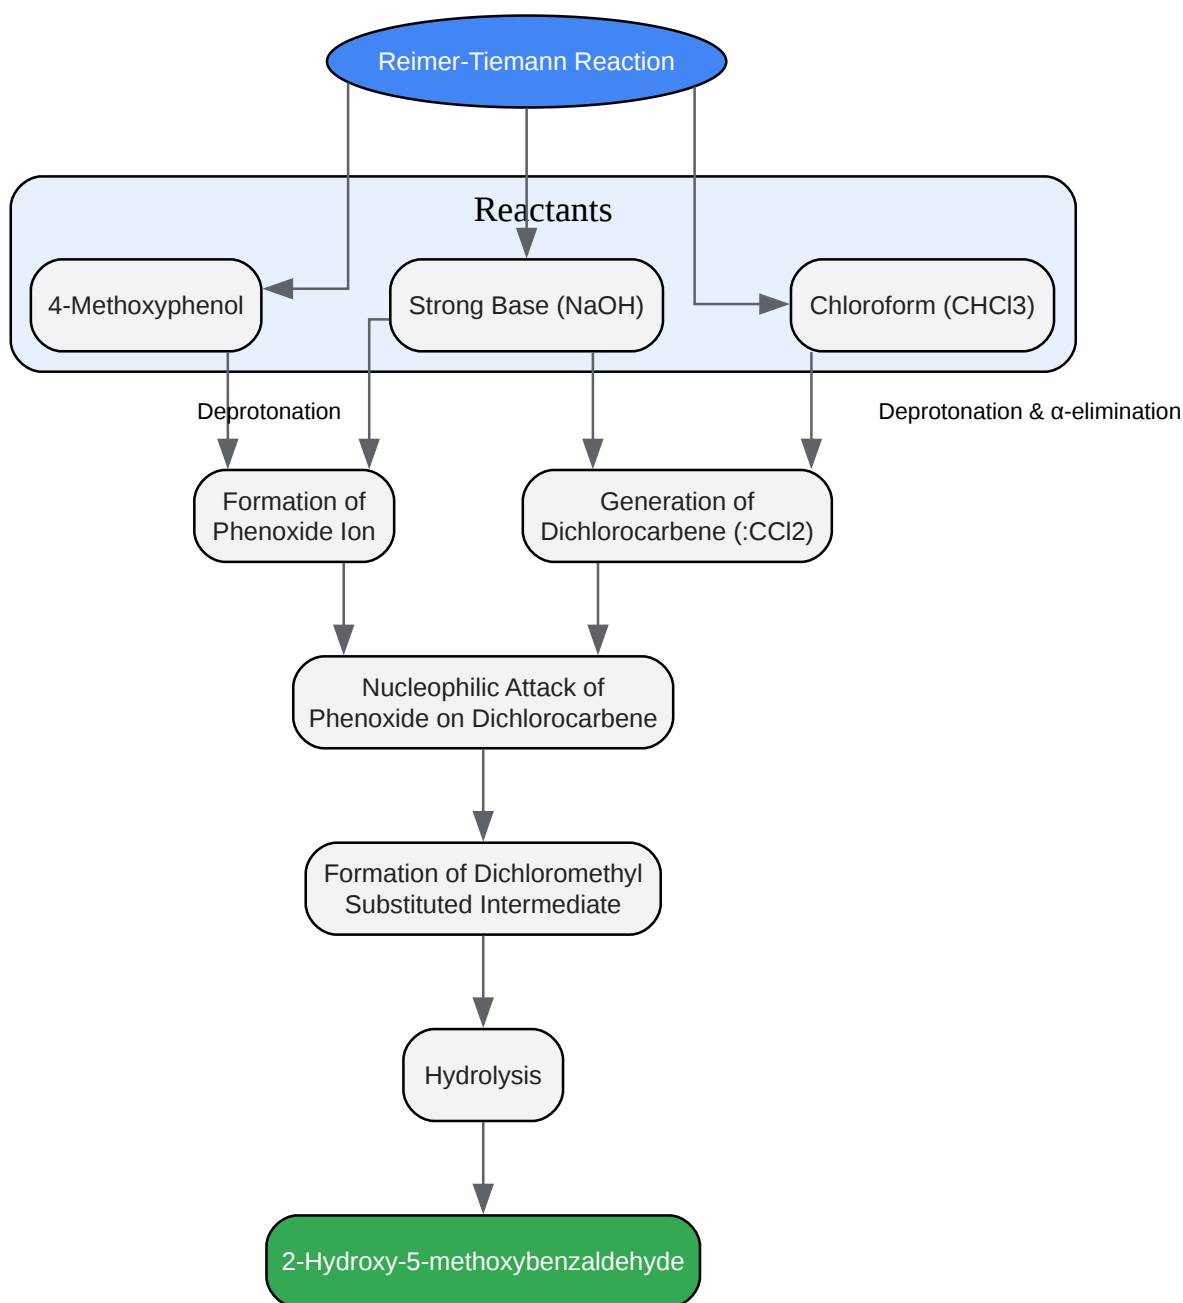 Reimer-Tiemann Reaction
Reactants
4-Methoxyphenol
Strong Base (NaOH)
Chloroform (CHCl3)
Deprotonation
Deprotonation & α-elimination
Formation of
Phenoxide Ion
Generation of
Dichlorocarbene (:CCl2)
Nucleophilic Attack of
Phenoxide on Dichlorocarbene
Formation of Dichloromethyl
Substituted Intermediate
Hydrolysis
2-Hydroxy-5-methoxybenzaldehyde